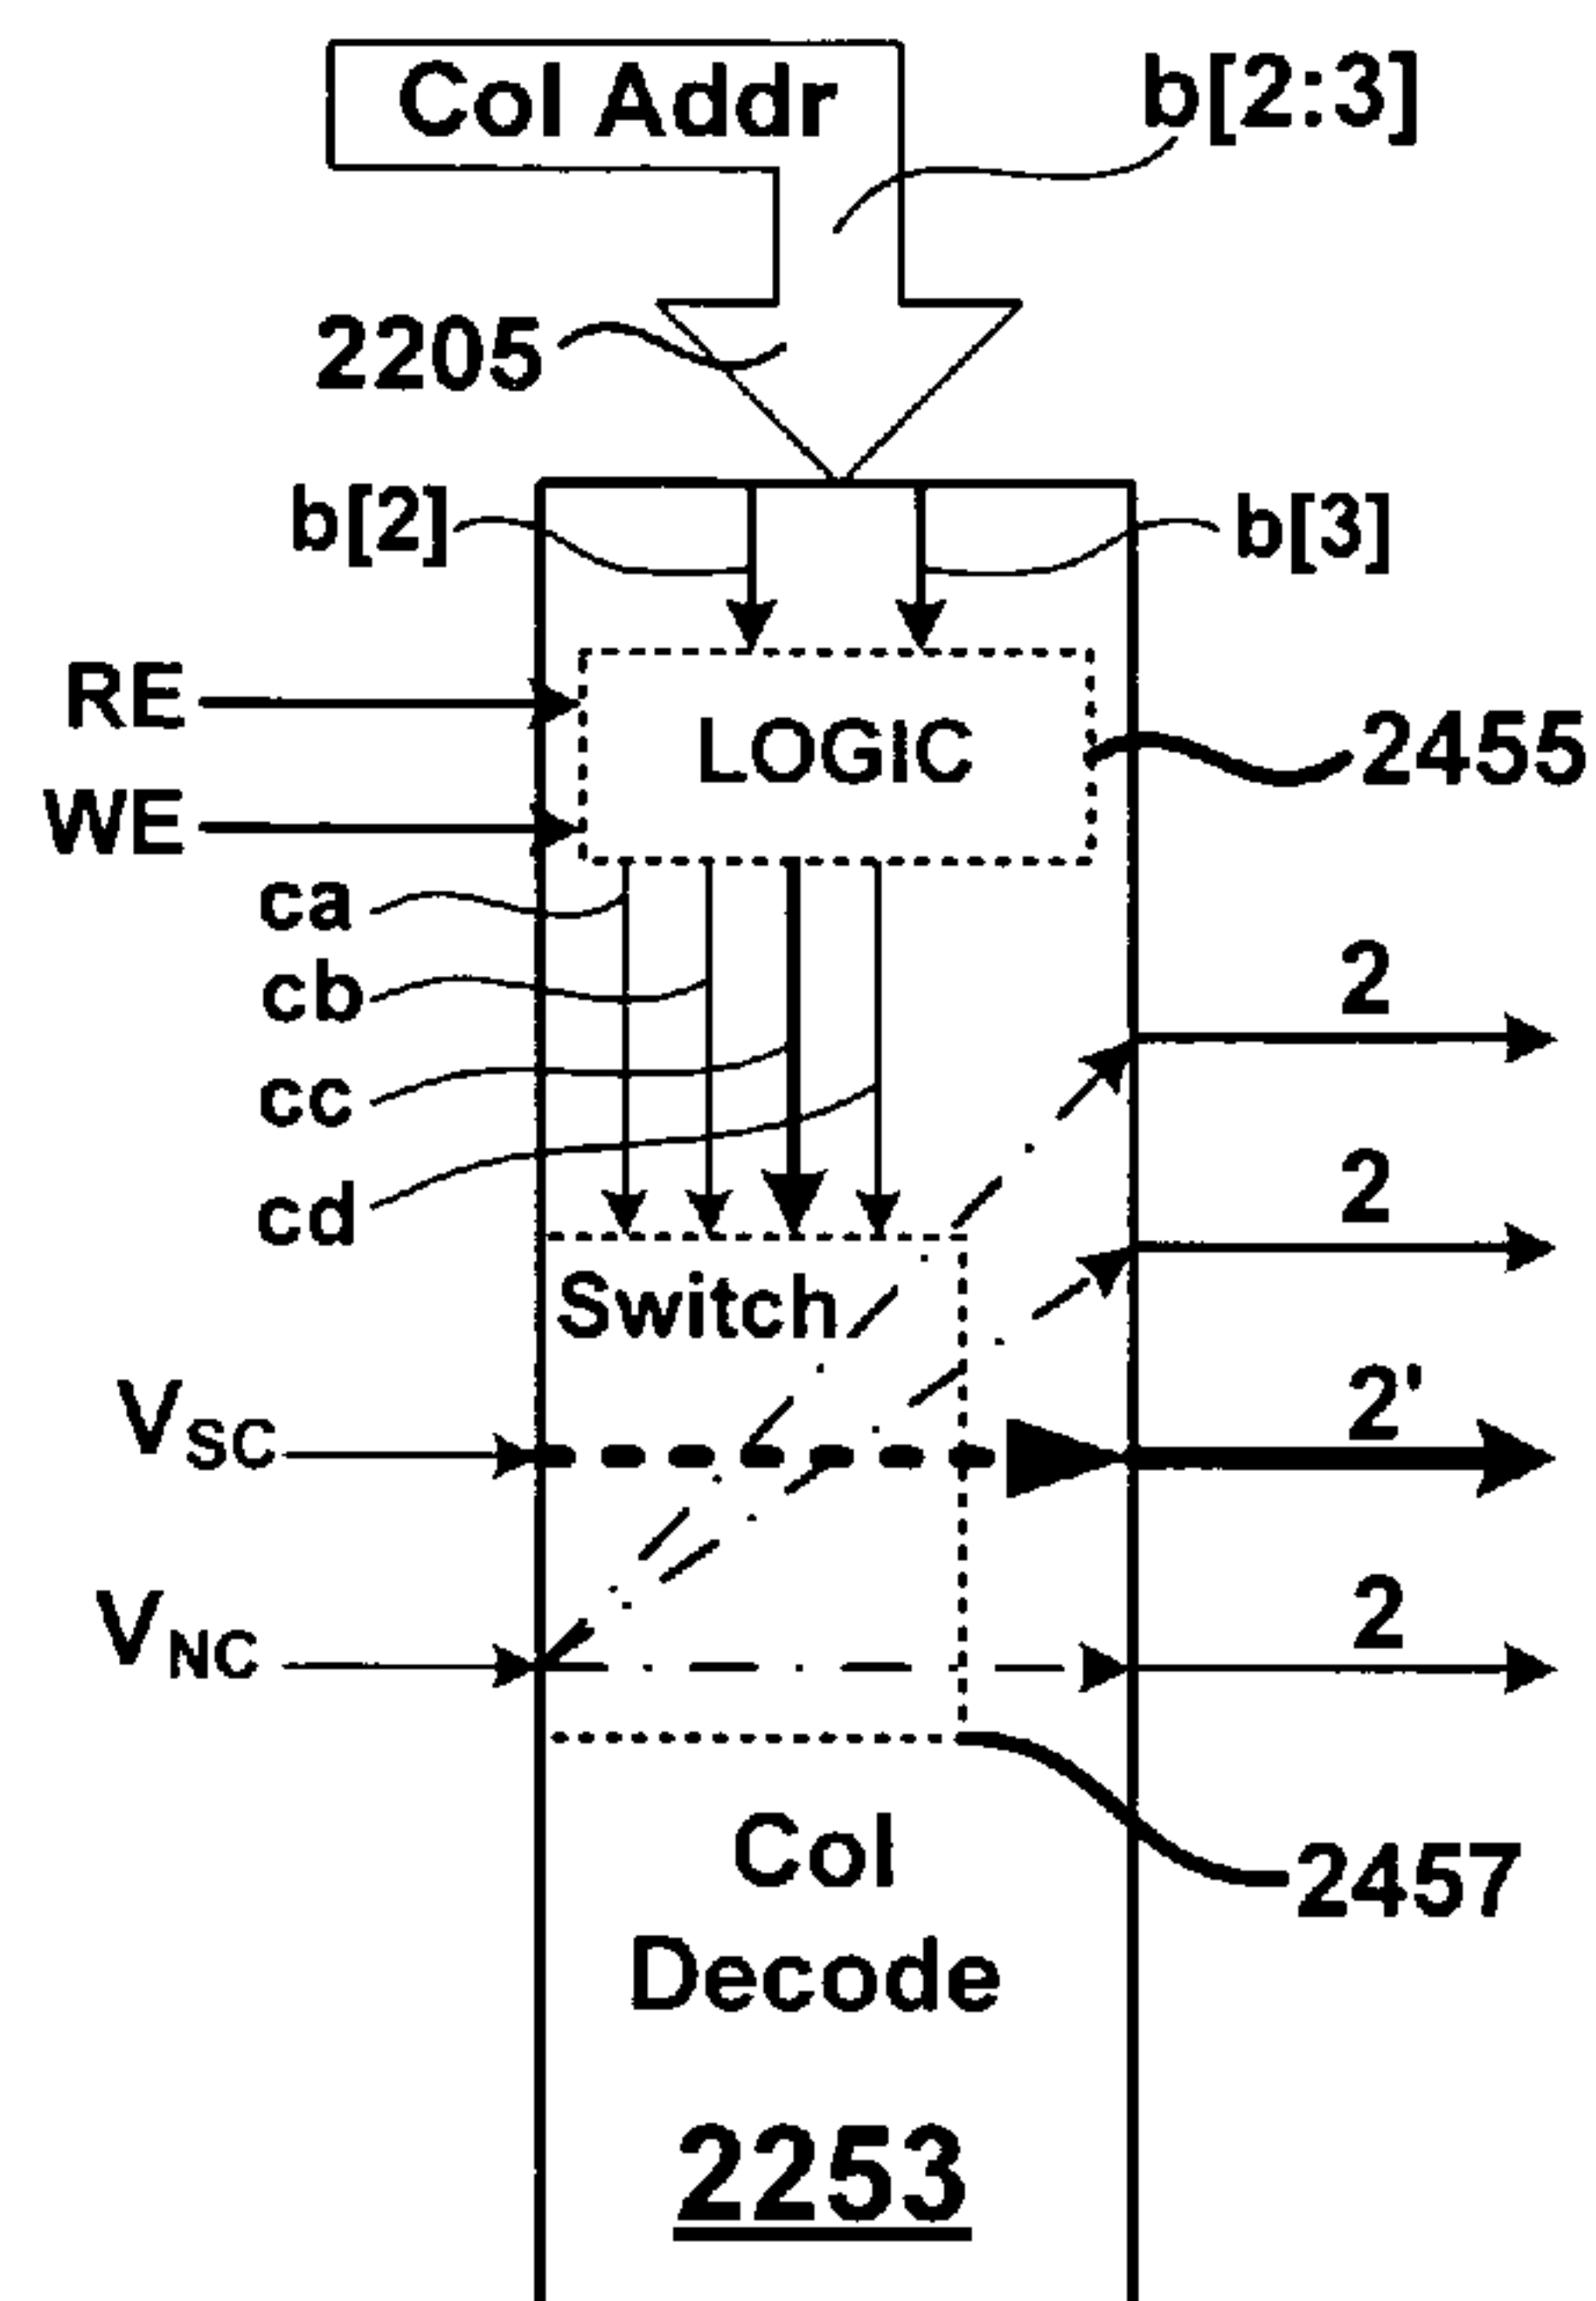 Col Addr
b[2:3]
2205
b[2]
b[3]
RE
LOGIC
2455
WE
ca
cb
2
cc
cd
2
Switch
VSC
2'
VNC
2
2457
Col
Decode
2253